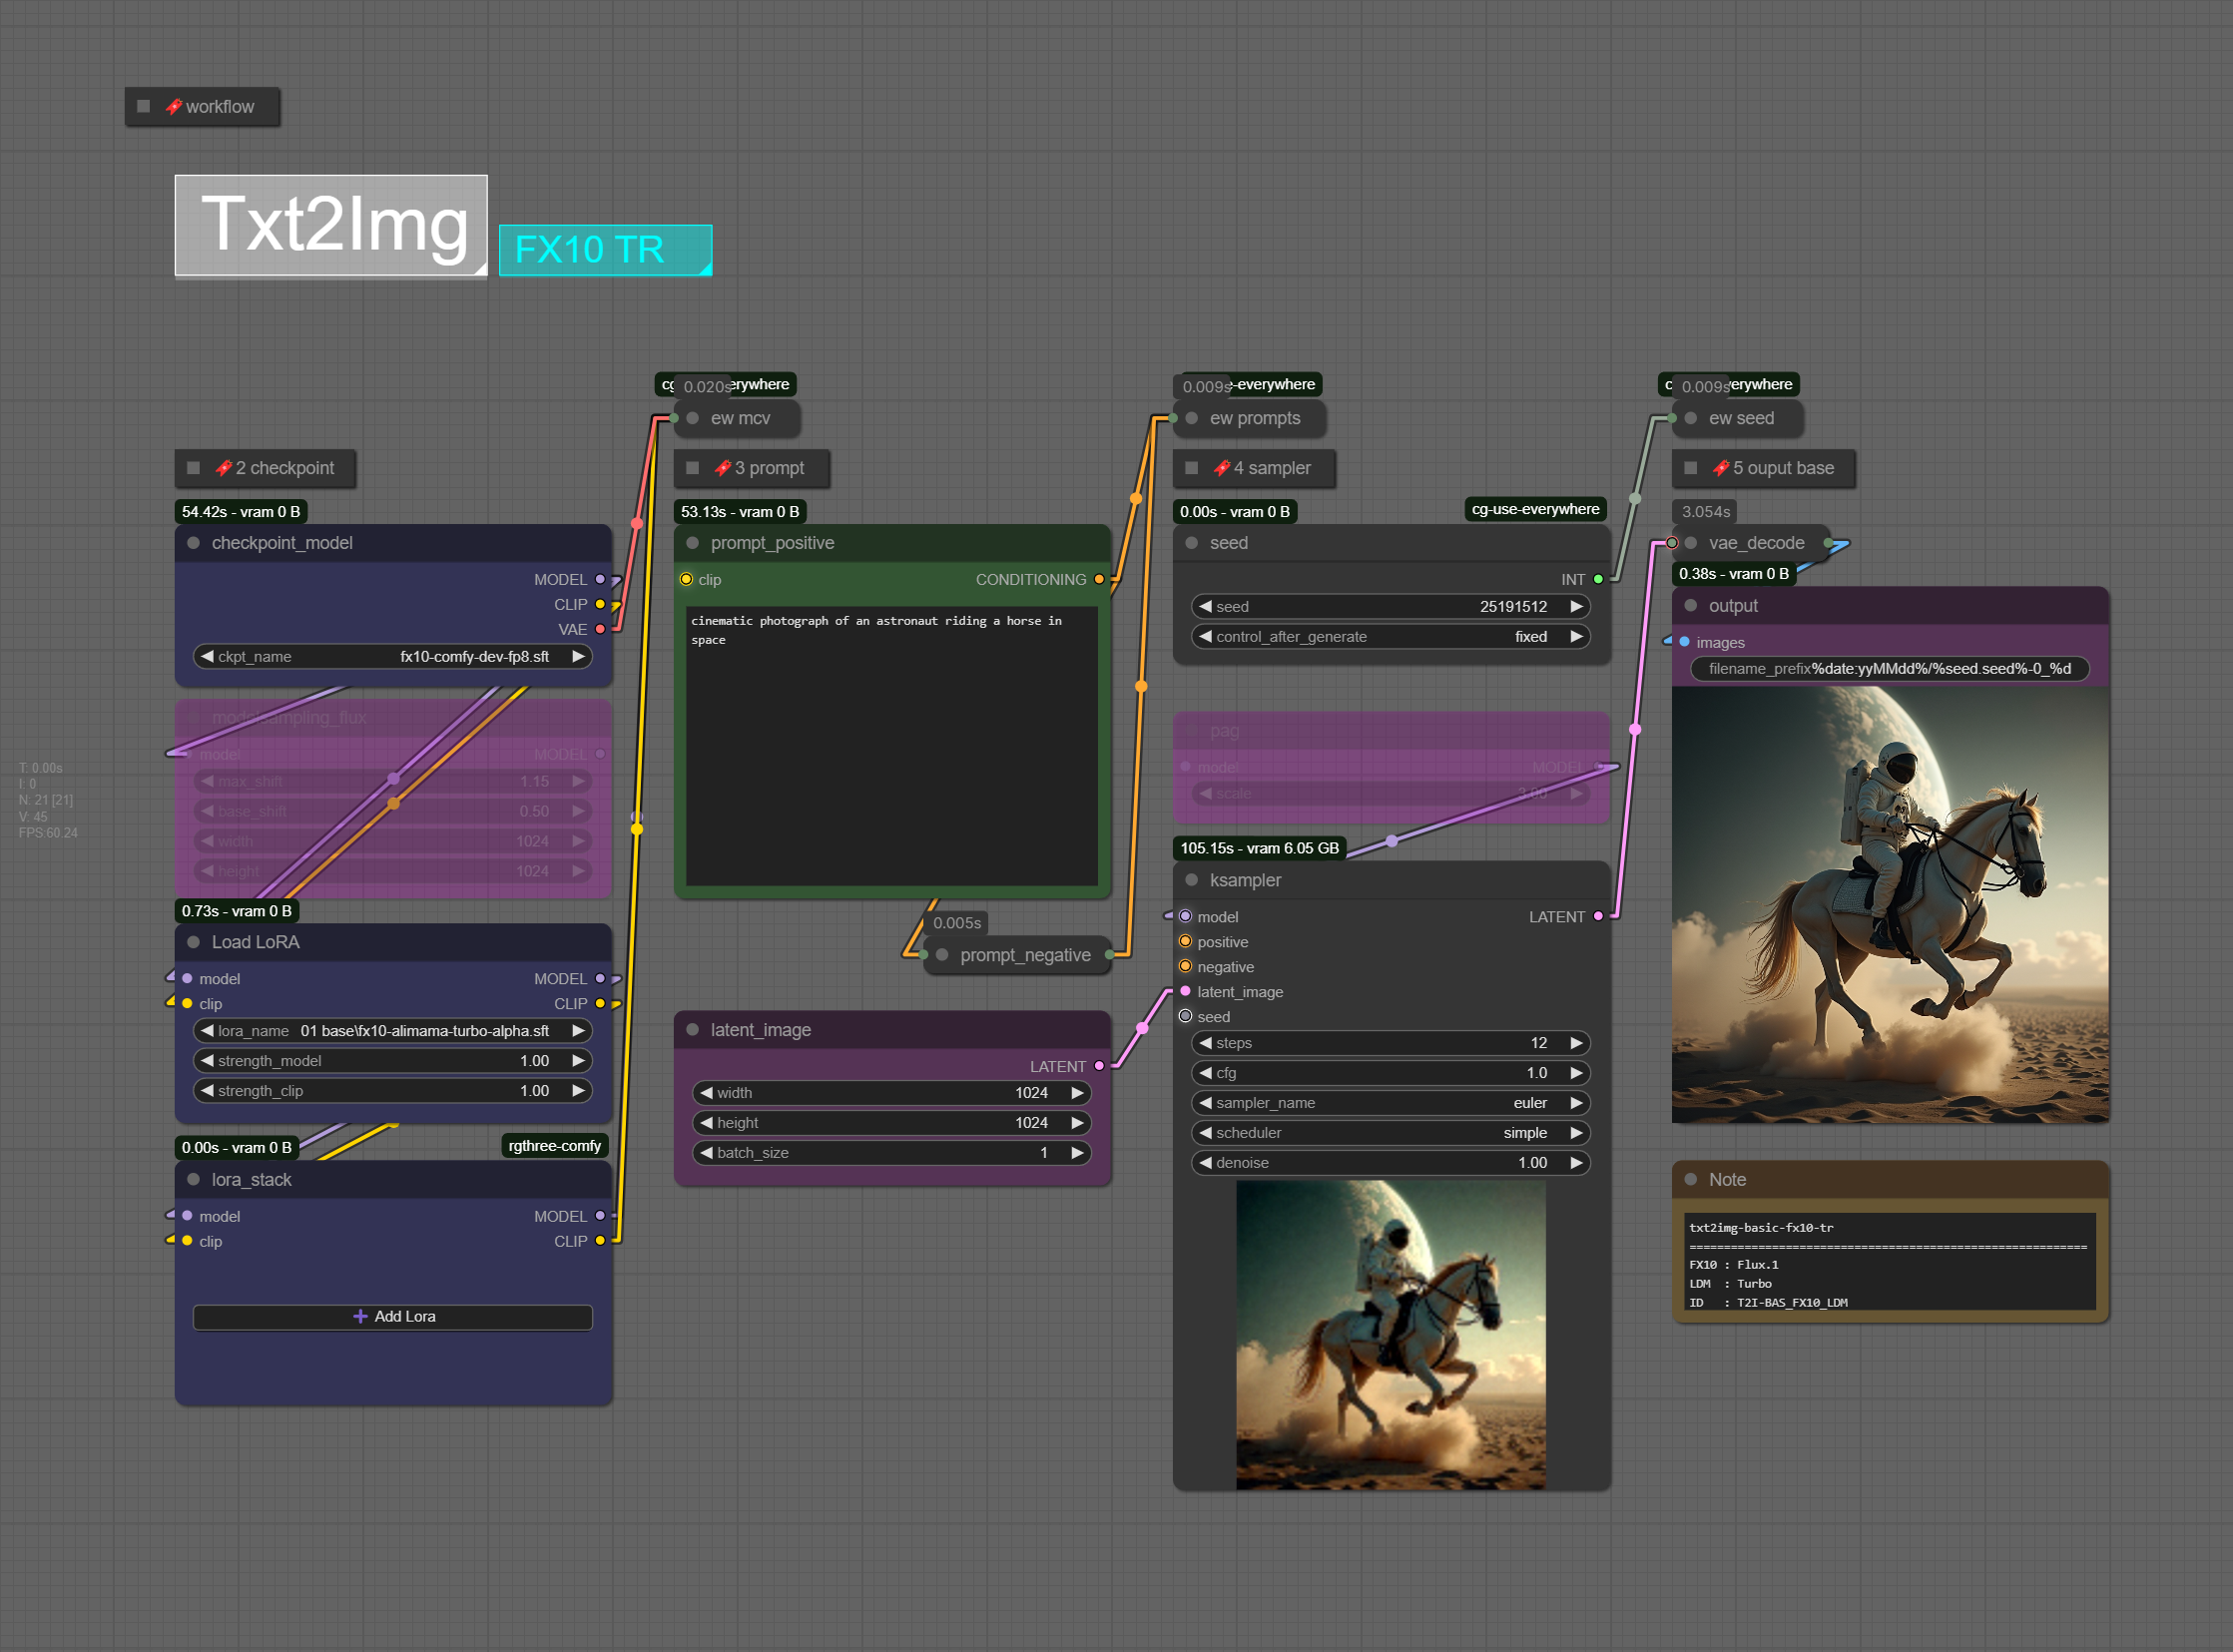 workflow
Txt2Img
FX10 TR
0.020s
erywhere
ew mcv
0.009s
-everywhere
ew prompts
0.009s
everywhere
ew seed
2 checkpoint
3 prompt
4 sampler
5 ouput base
54.42s - vram 0 B
checkpoint_model
MODEL
CLIP
VAE
ckpt_name fx10-comfy-dev-fp8.sft
modelsampling_flux
model MODEL
max_shift 1.15
base_shift 0.50
width 1024
height 1024
T: 0.00s
I: 0
N: 21 [21]
V: 45
FPS:60.24
0.73s - vram 0 B
Load LoRA
model MODEL
clip CLIP
lora_name 01 base\fx10-alimama-turbo-alpha.sft
strength_model 1.00
strength_clip 1.00
0.00s - vram 0 B
rgthree-comfy
lora_stack
model MODEL
clip CLIP
Add Lora
53.13s - vram 0 B
prompt_positive
clip CONDITIONING
cinematic photograph of an astronaut riding a horse in
space
0.005s
prompt_negative
latent_image
LATENT
width 1024
height 1024
batch_size 1
0.00s - vram 0 B
cg-use-everywhere
seed
INT
seed 25191512
control_after_generate fixed
pag
model MODEL
scale 3.00
105.15s - vram 6.05 GB
ksampler
model LATENT
positive
negative
latent_image
seed
steps 12
cfg 1.0
sampler_name euler
scheduler simple
denoise 1.00
3.054s
vae_decode
0.38s - vram 0 B
output
images
filename_prefix%date:yyMMdd%/%seed.seed%-0_%d
Note
txt2img-basic-fx10-tr
==========================================================
FX10 : Flux.1
LDM : Turbo
ID : T2I-BAS_FX10_LDM